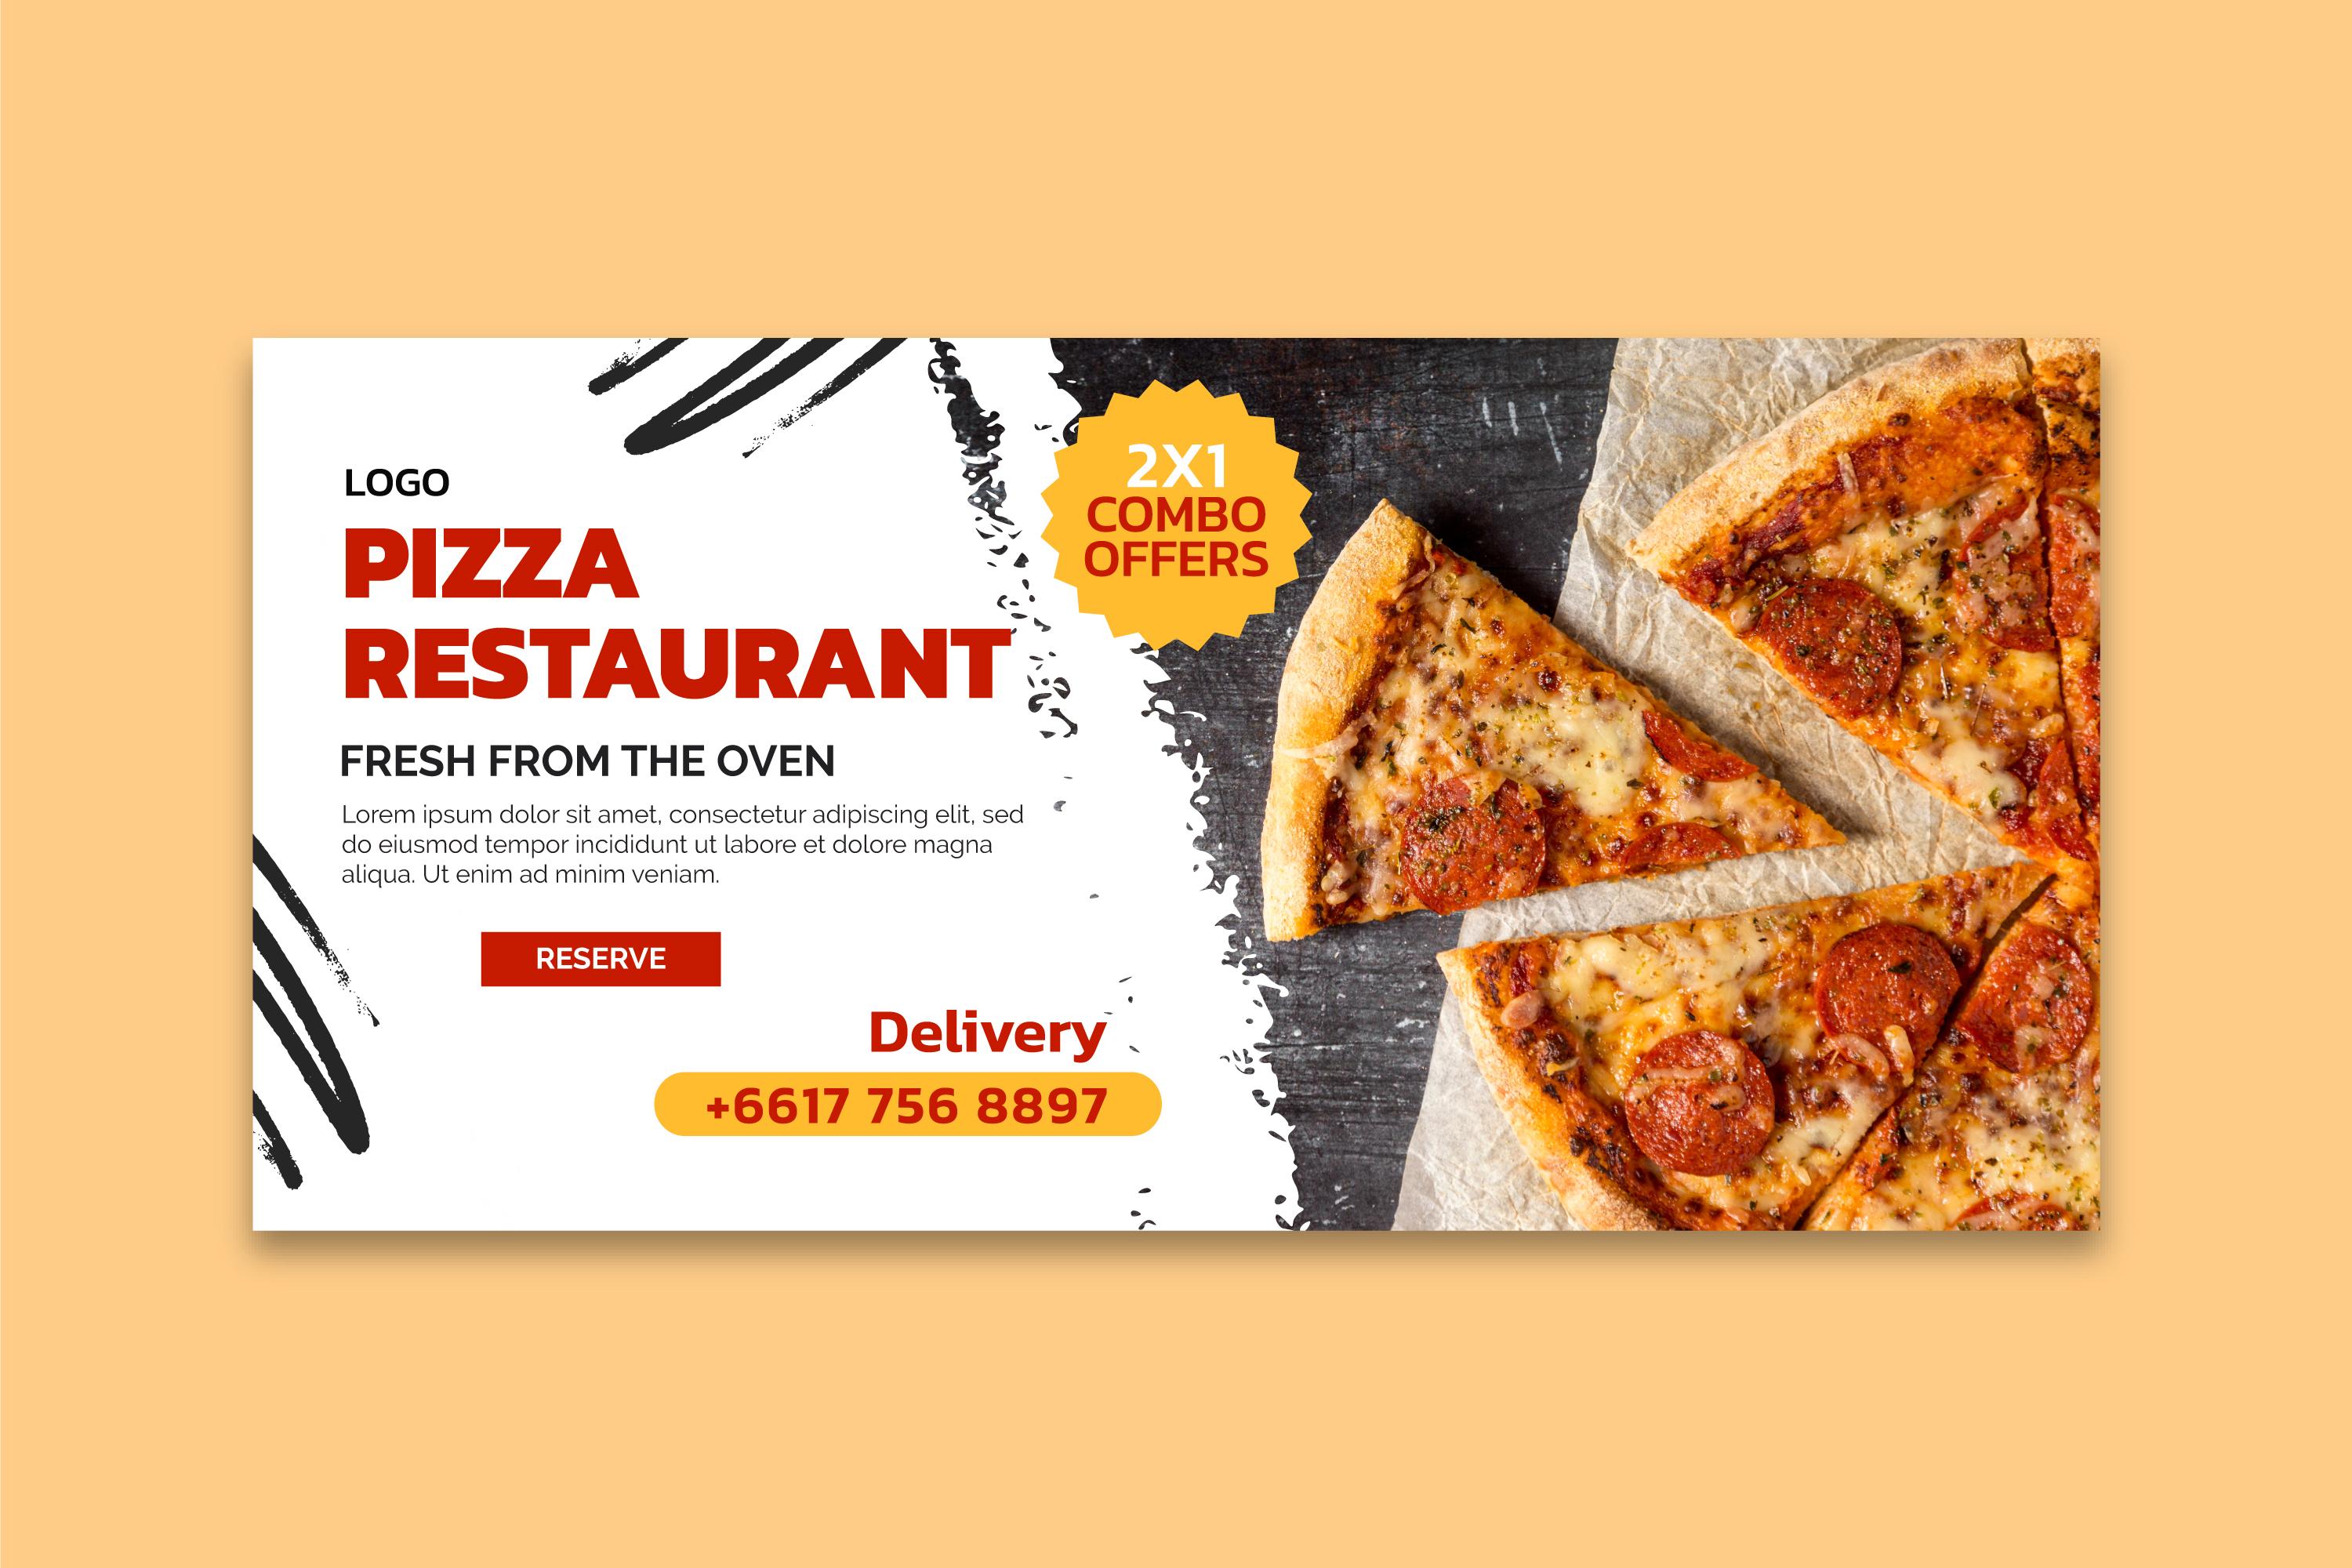 LOGO
PIZZA
RESTAURANT
FRESH FROM THE OVEN
Lorem ipsum dolor sit amet, consectetur adipiscing elit, sed
do eiusmod tempor incididunt ut labore et dolore magna
aliqua. Ut enim ad minim veniam.
RESERVE
Delivery
+6617 756 8897
2X1
COMBO
OFFERS